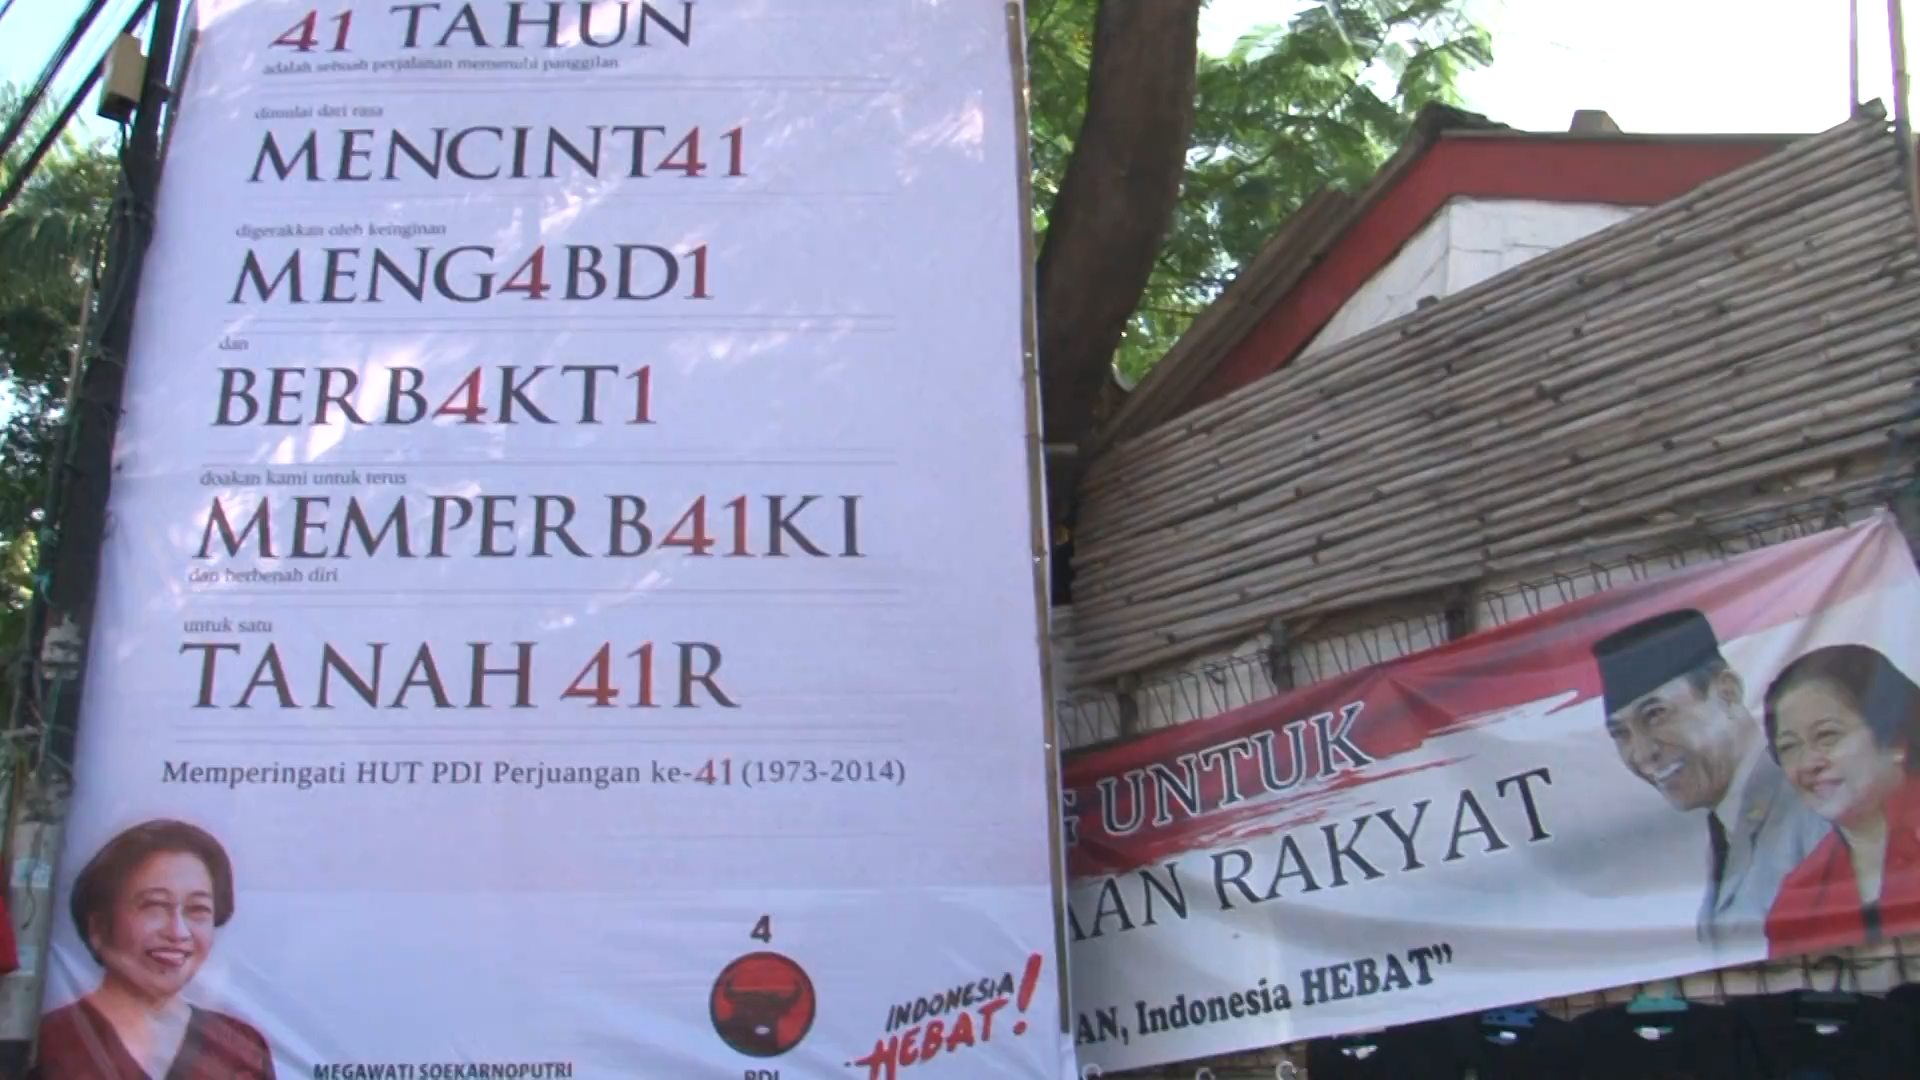 41 TAHUN
adalah sebuah perjalanan memenuhi panggilan
dimulai dari rasa
MENCINT41
digerakkan oleh keinginan
MENG4BD1
dan
BERB4KT1
doakan kami untuk terus
MEMPERB41KI
dan berbenah diri
untuk satu
TANAH 41R
Memperingati HUT PDI Perjuangan ke-41 (1973-2014)
4
INDONESIA
HEBAT!
MEGAWATI SOEKARNOPUTRI
PDI
UNTUK
AAN RAKYAT
AN, Indonesia HEBAT"